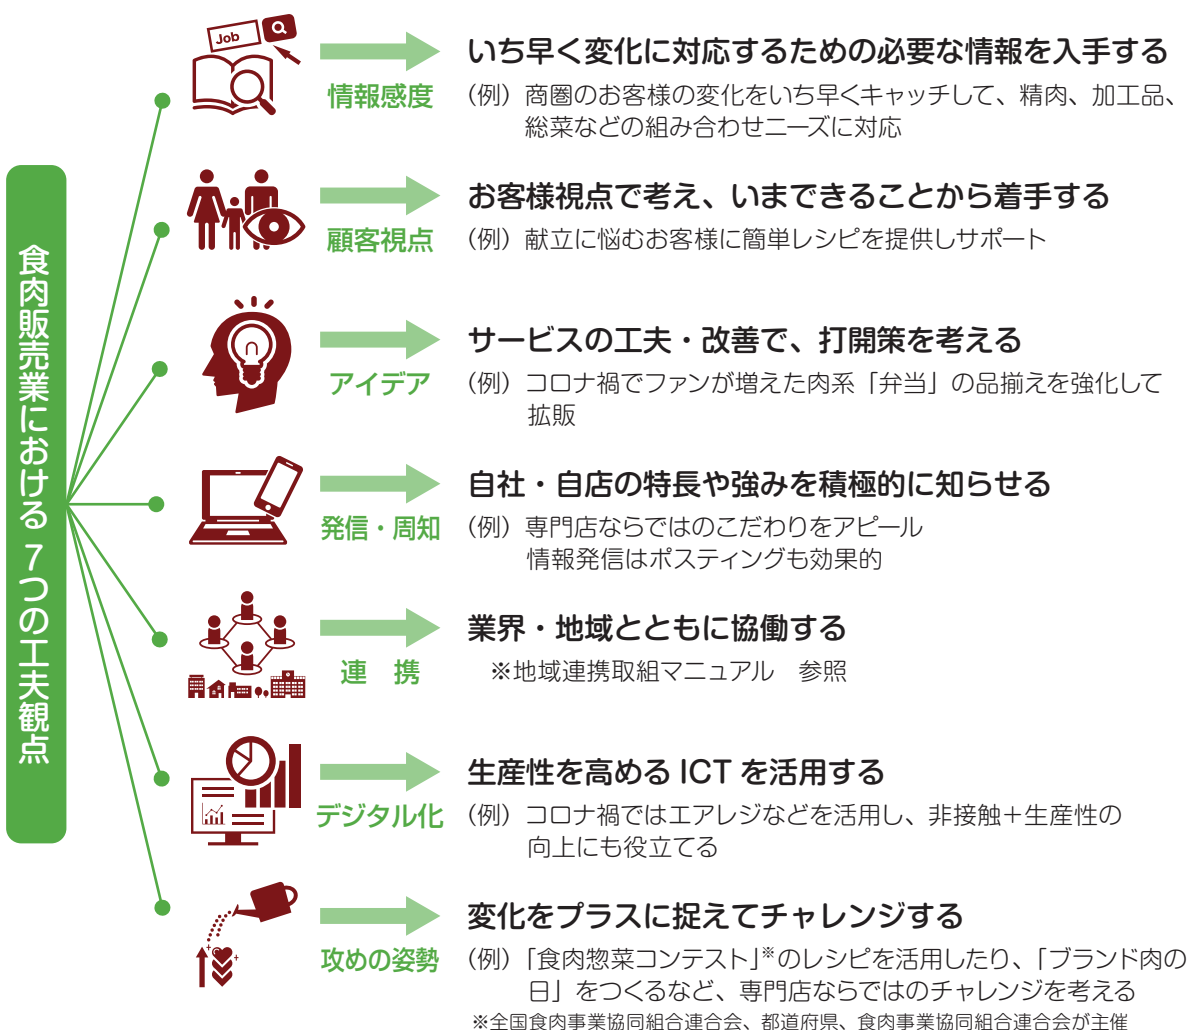 食肉販売業における 7つの工夫観点
Job
情報感度
いち早く変化に対応するための必要な情報を入手する
（例）商圏のお客様の変化をいち早くキャッチして、精肉、加工品、
総菜などの組み合わせニーズに対応
顧客視点
お客様視点で考え、いまできることから着手する
（例）献立に悩むお客様に簡単レシピを提供しサポート
アイデア
サービスの工夫・改善で、打開策を考える
（例）コロナ禍でファンが増えた肉系「弁当」の品揃えを強化して
拡販
発信・周知
自社・自店の特長や強みを積極的に知らせる
（例）専門店ならではのこだわりをアピール
情報発信はポスティングも効果的
連　携
業界・地域とともに協働する
※地域連携取組マニュアル　参照
デジタル化
生産性を高める ICT を活用する
（例）コロナ禍ではエアレジなどを活用し、非接触＋生産性の
向上にも役立てる
攻めの姿勢
変化をプラスに捉えてチャレンジする
（例）「食肉惣菜コンテスト」※のレシピを活用したり、「ブランド肉の
日」をつくるなど、専門店ならではのチャレンジを考える
※全国食肉事業協同組合連合会、都道府県、食肉事業協同組合連合会が主催